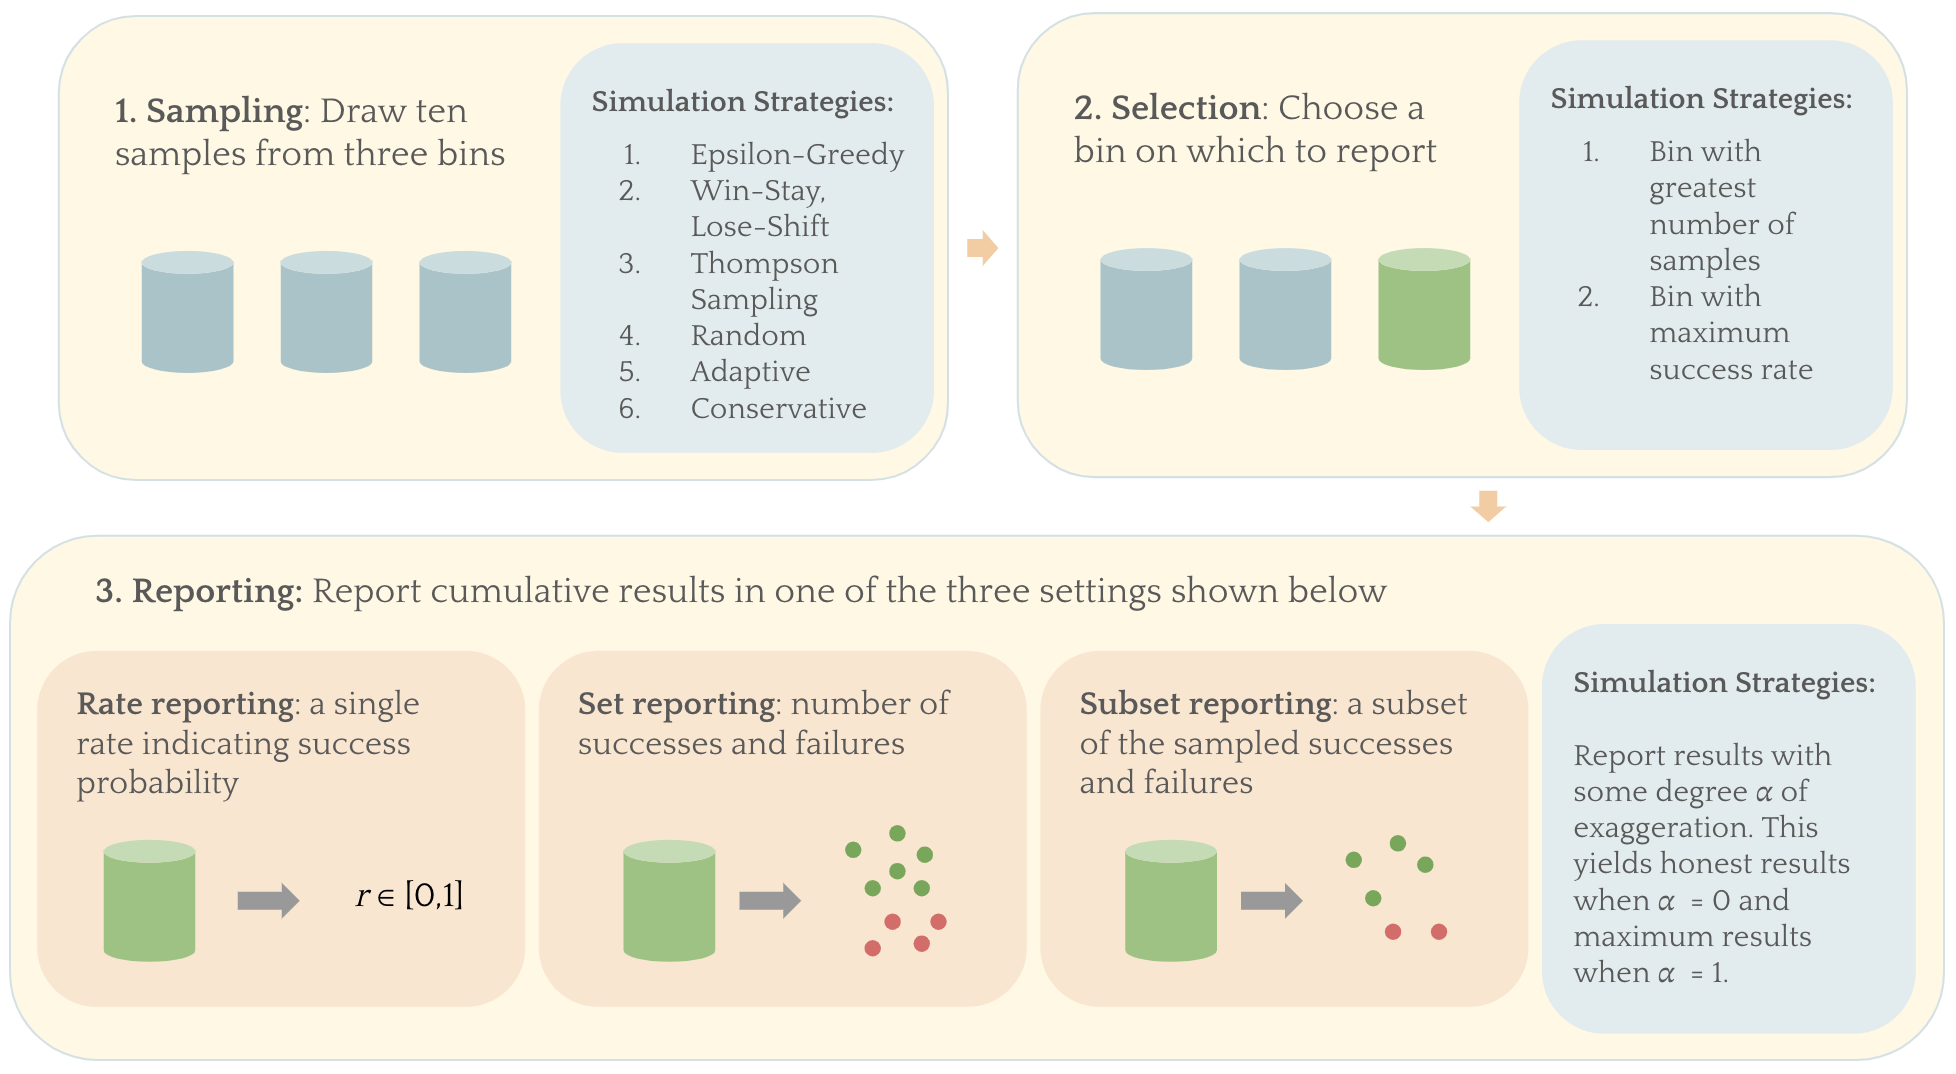 1. Sampling: Draw ten
samples from three bins
Simulation Strategies:
1. Epsilon-Greedy
2. Win-Stay,
Lose-Shift
3. Thompson
Sampling
4. Random
5. Adaptive
6. Conservative
2. Selection: Choose a
bin on which to report
Simulation Strategies:
1. Bin with
greatest
number of
samples
2. Bin with
maximum
success rate
3. Reporting: Report cumulative results in one of the three settings shown below
Rate reporting: a single
rate indicating success
probability
r ∈ [0,1]
Set reporting: number of
successes and failures
Subset reporting: a subset
of the sampled successes
and failures
Simulation Strategies:
Report results with
some degree α of
exaggeration. This
yields honest results
when α = 0 and
maximum results
when α = 1.